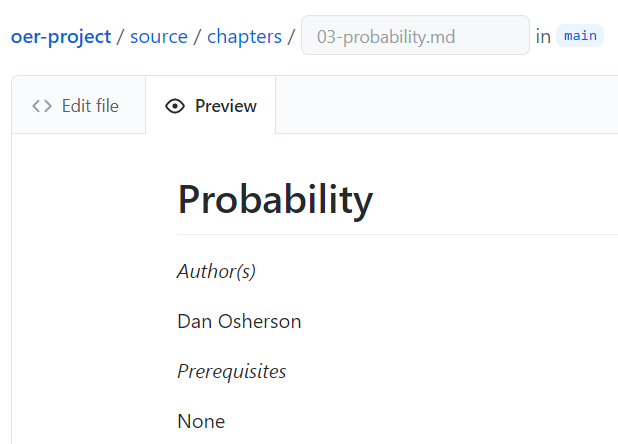 oer-project / source / chapters / 03-probability.md in main
<> Edit file Preview
Probability
Author(s)
Dan Osherson
Prerequisites
None